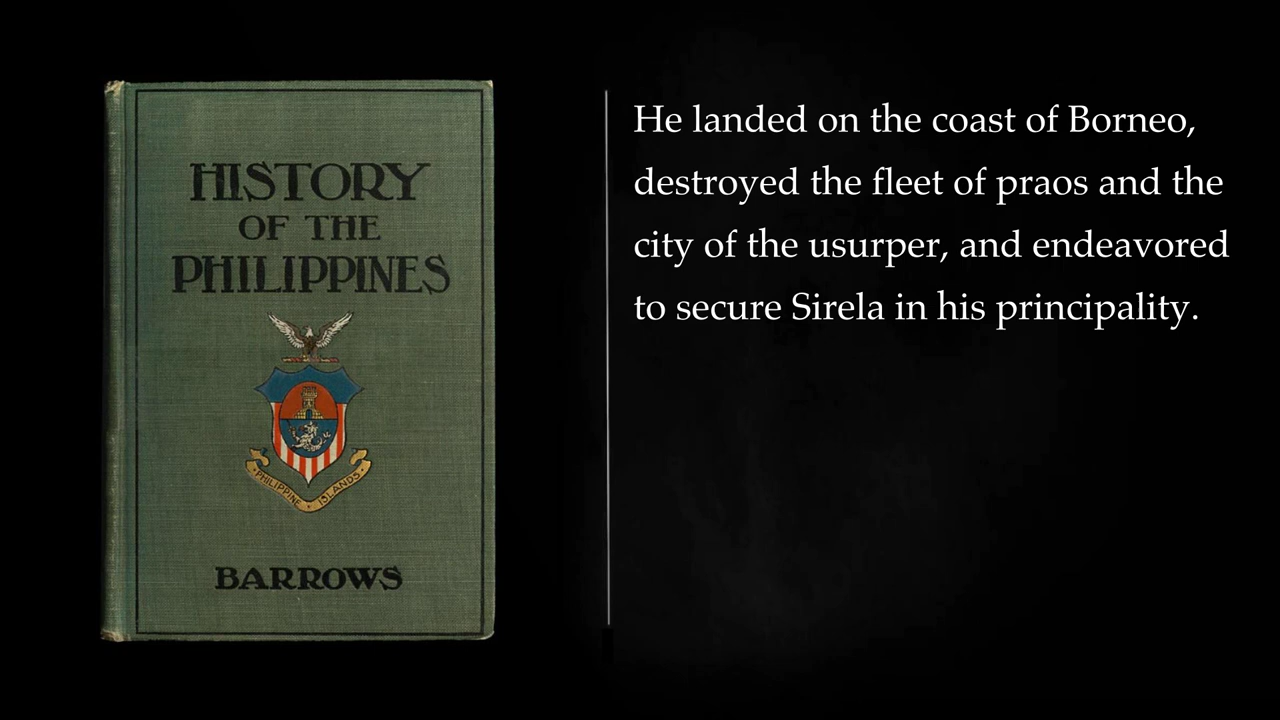 HISTORY
OF THE
PHILIPPINES
PHILIPPINE ISLANDS
BARROWS
He landed on the coast of Borneo,
destroyed the fleet of praos and the
city of the usurper, and endeavored
to secure Sirela in his principality.